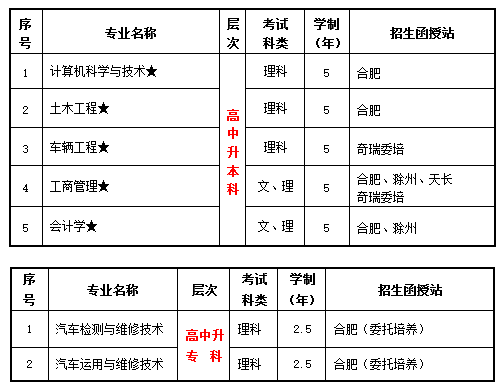 序号 专业名称 层次 考试科类 学制（年） 招生函授站
1 计算机科学与技术★ 高中升本科 理科 5 合肥
2 土木工程★ 理科 5 合肥
3 车辆工程★ 理科 5 奇瑞委培
4 工商管理★ 文、理 5 合肥、滁州、天长
奇瑞委培
5 会计学★ 文、理 5 合肥、滁州
序号 专业名称 层次 考试科类 学制（年） 招生函授站
1 汽车检测与维修技术 高中升专 科 理科 2.5 合肥（委托培养）
2 汽车运用与维修技术 理科 2.5 合肥（委托培养）